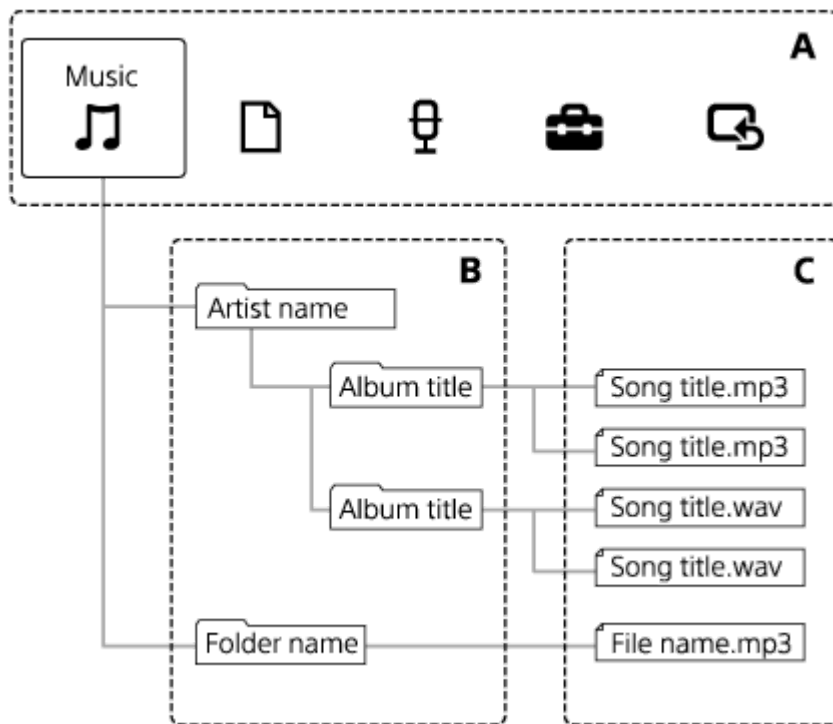 A
Music
B
C
Artist name
Album title
Song title.mp3
Song title.mp3
Album title
Song title.wav
Song title.wav
Folder name
File name.mp3